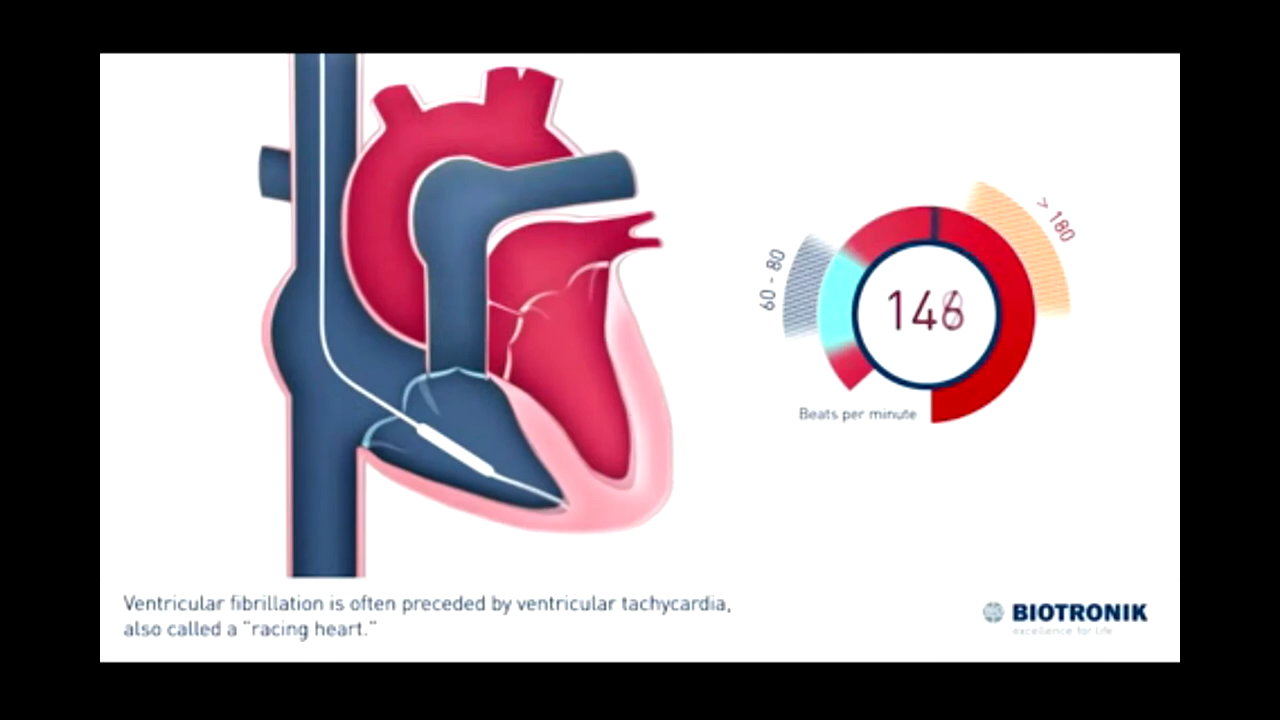 > 180
60 - 80
Beats per minute
Ventricular fibrillation is often preceded by ventricular tachycardia,
also called a "racing heart."
BIOTRONIK
excellence for life